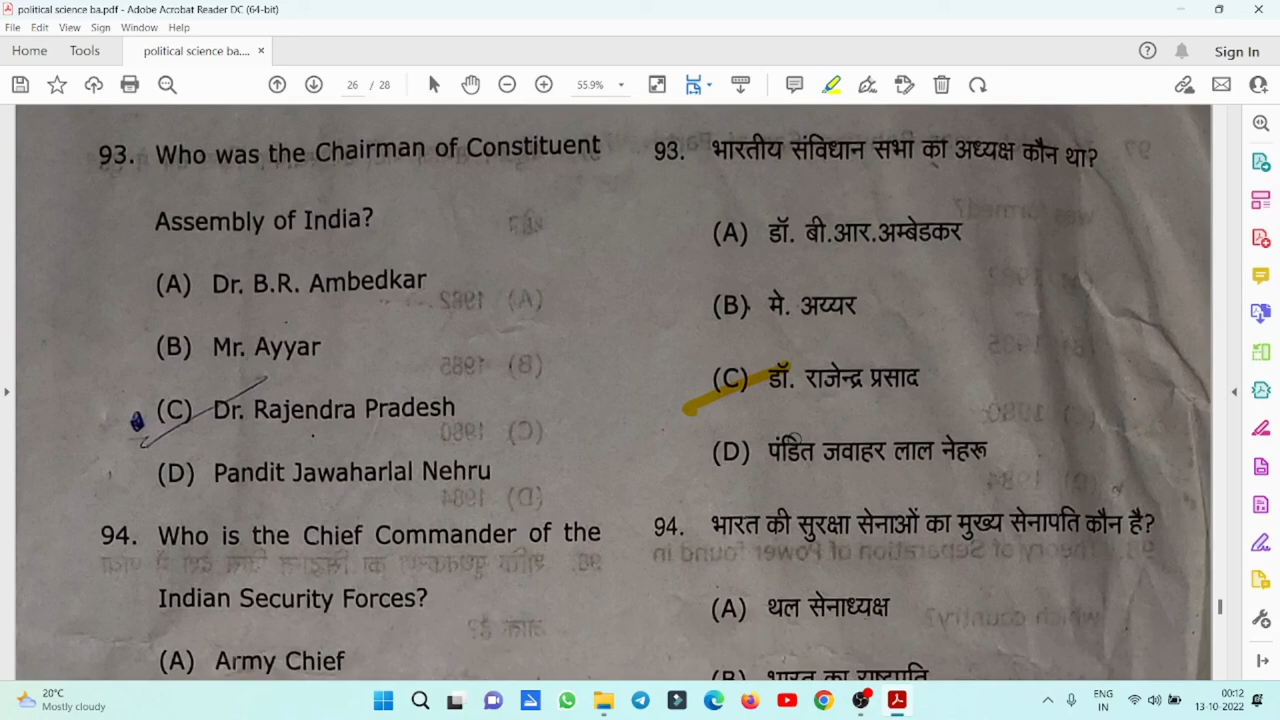 political science ba.pdf - Adobe Acrobat Reader DC (64-bit)
File Edit View Sign Window Help
Home Tools political science ba.... × Sign In
26 / 28 55.9%
93. Who was the Chairman of Constituent
Assembly of India?
(A) Dr. B.R. Ambedkar
(B) Mr. Ayyar
(C) Dr. Rajendra Pradesh
(D) Pandit Jawaharlal Nehru
94. Who is the Chief Commander of the
Indian Security Forces?
(A) Army Chief
93. भारतीय संविधान सभा का अध्यक्ष कौन था?
(A) डॉ. बी.आर.अम्बेडकर
(B) मे. अय्यर
(C) डॉ. राजेन्द्र प्रसाद
(D) पंडित जवाहर लाल नेहरू
94. भारत की सुरक्षा सेनाओं का मुख्य सेनापति कौन है?
(A) थल सेनाध्यक्ष
(B) भारत का राष्ट्रपति
20°C
Mostly cloudy
ENG
IN
00:12
13-10-2022